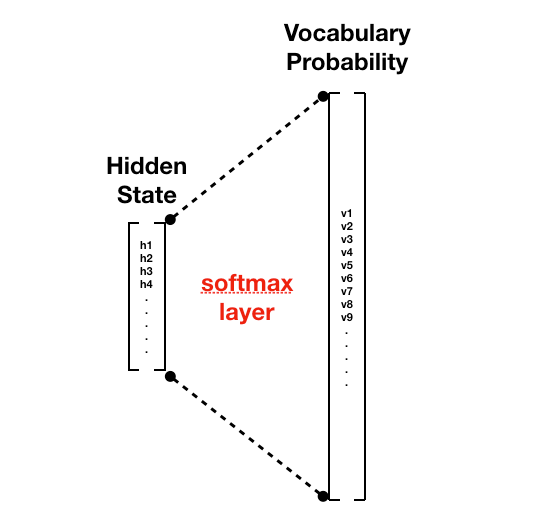 Vocabulary
Probability
Hidden
State
h1
h2
h3
h4
.
.
.
.
.
softmax
layer
v1
v2
v3
v4
v5
v6
v7
v8
v9
.
.
.
.
.